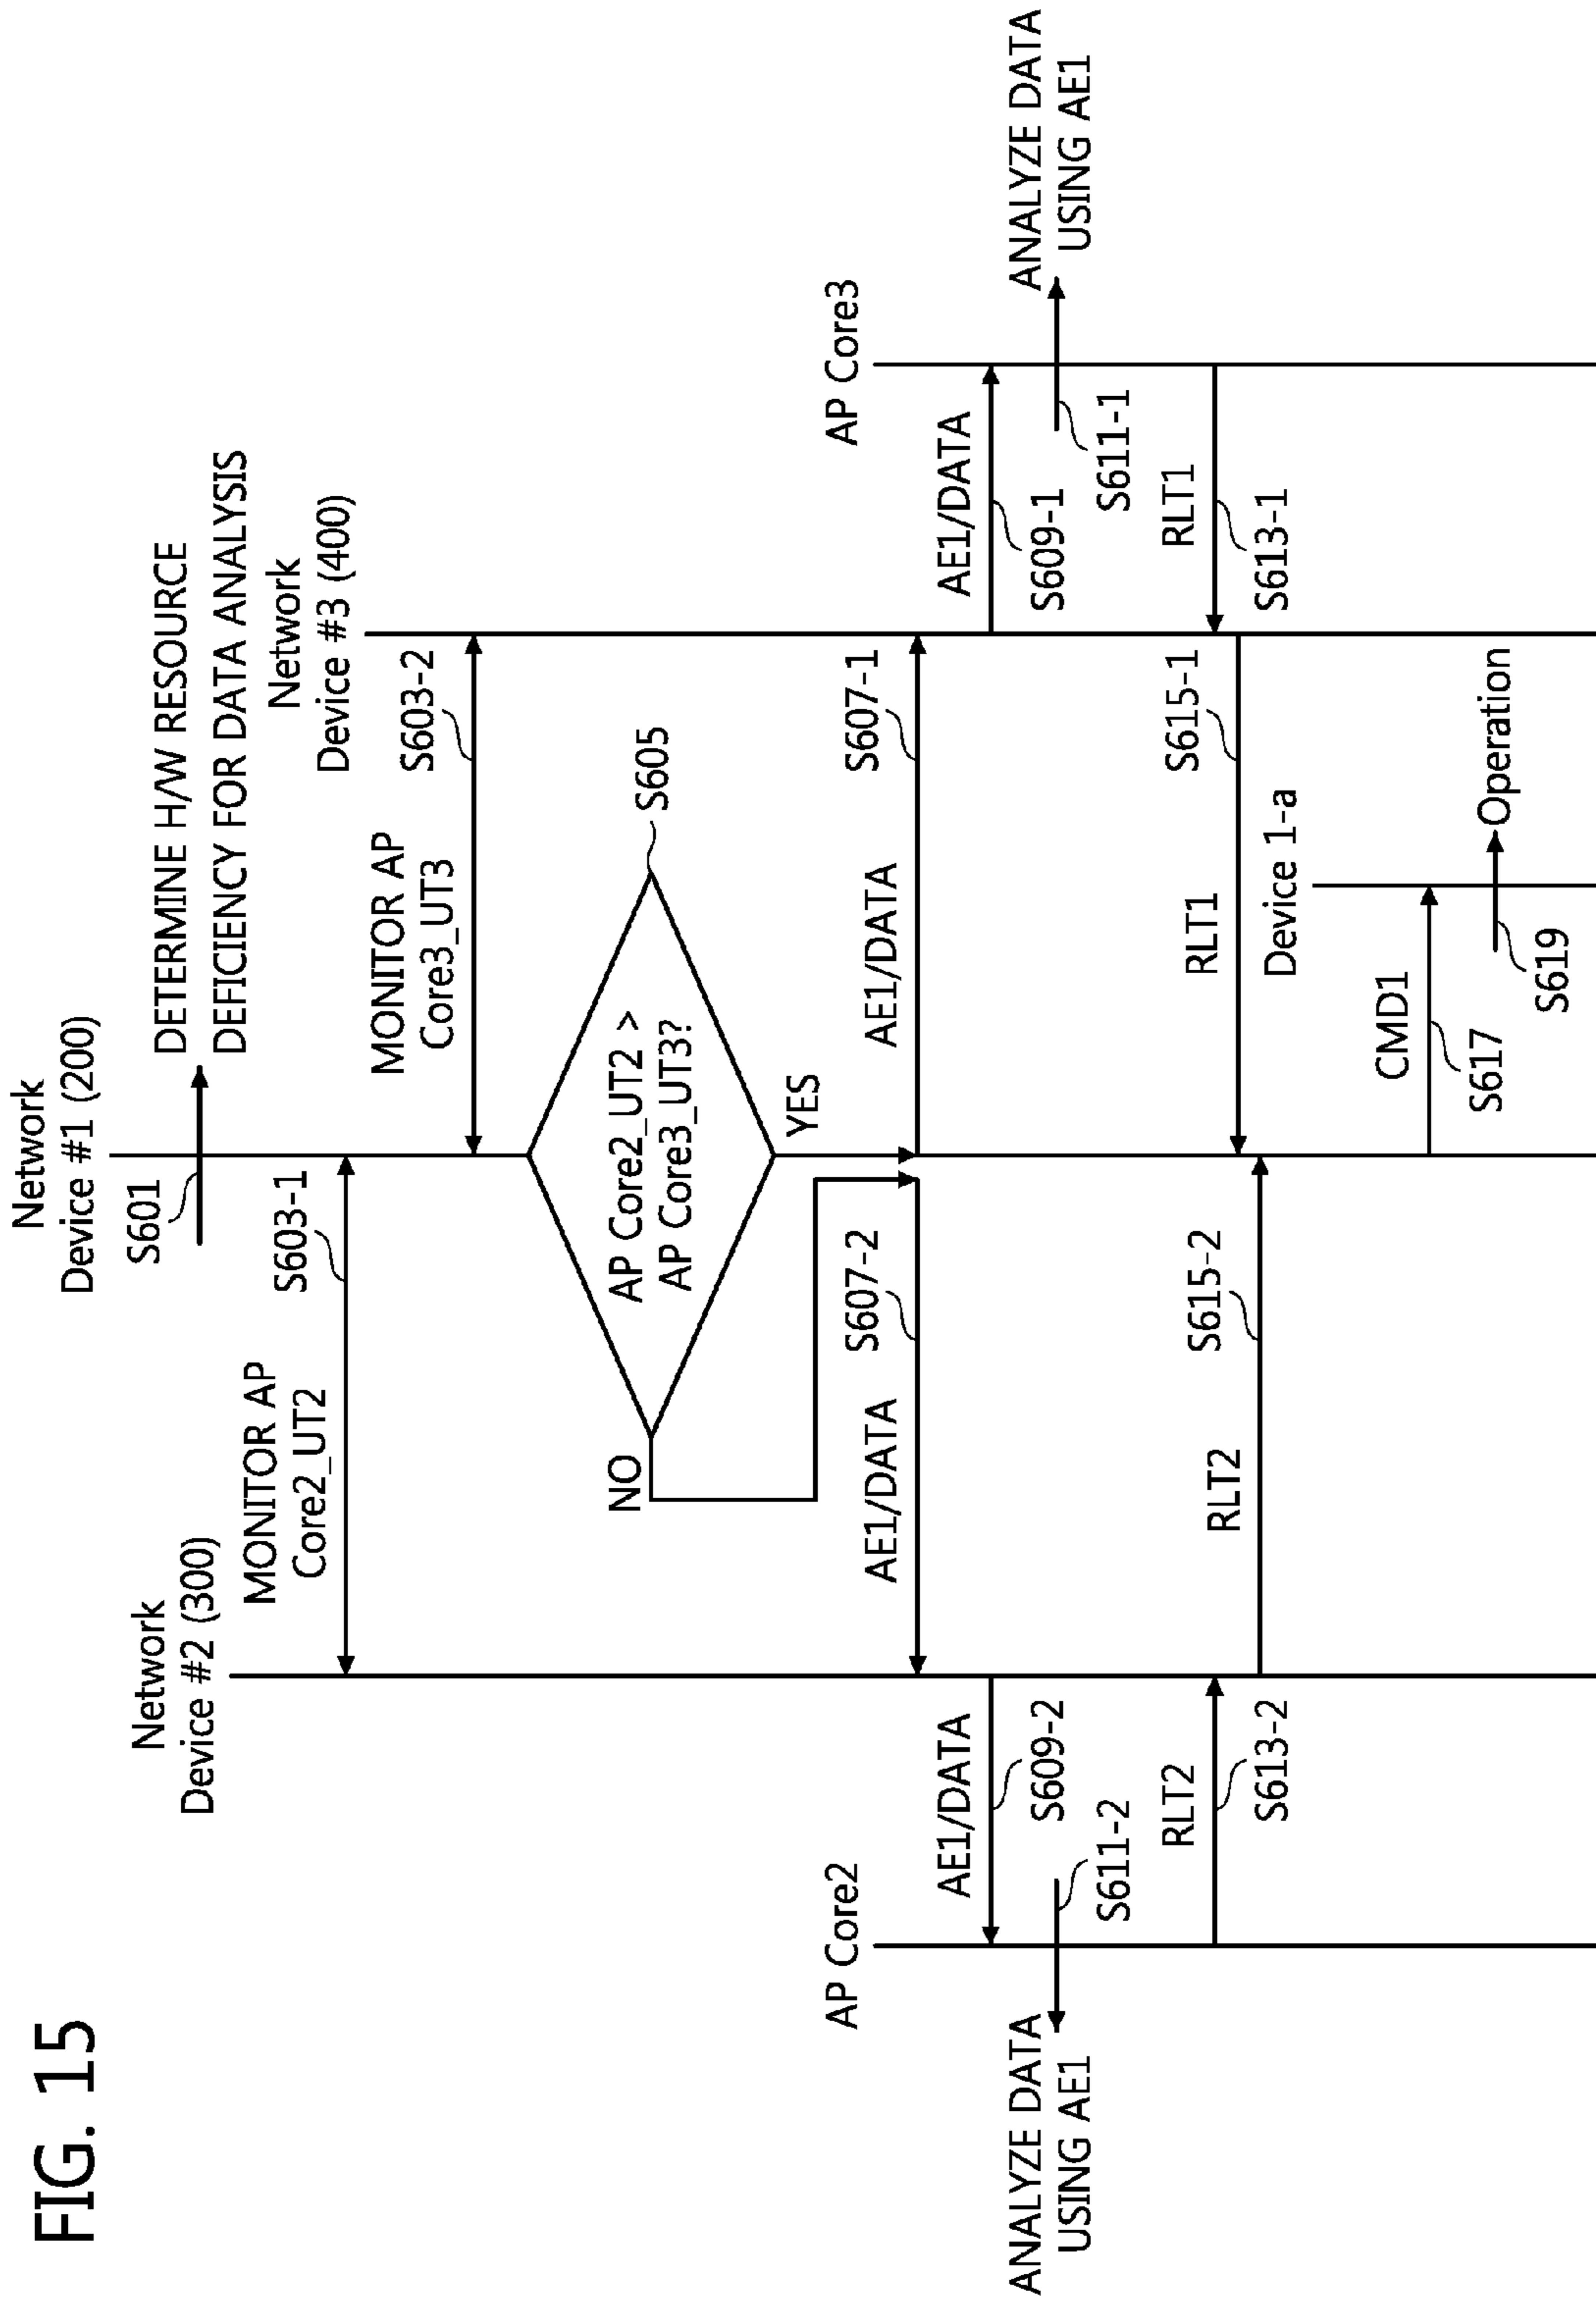 FIG. 15
Network
Device #1 (200)
S601
DETERMINE H/W RESOURCE
DEFICIENCY FOR DATA ANALYSIS
Network
Device #2 (300)
Network
Device #3 (400)
MONITOR AP
Core2_UT2
S603-1
MONITOR AP
Core3_UT3
S603-2
AP Core2_UT2 >
AP Core3_UT3?
S605
NO
YES
AP Core2
AP Core3
AE1/DATA
S607-2
AE1/DATA
S607-1
AE1/DATA
S609-2
AE1/DATA
S609-1
ANALYZE DATA
USING AE1
S611-2
S611-1
ANALYZE DATA
USING AE1
RLT2
S613-2
RLT1
S613-1
RLT2
S615-2
RLT1
S615-1
Device 1-a
CMD1
S617
Operation
S619